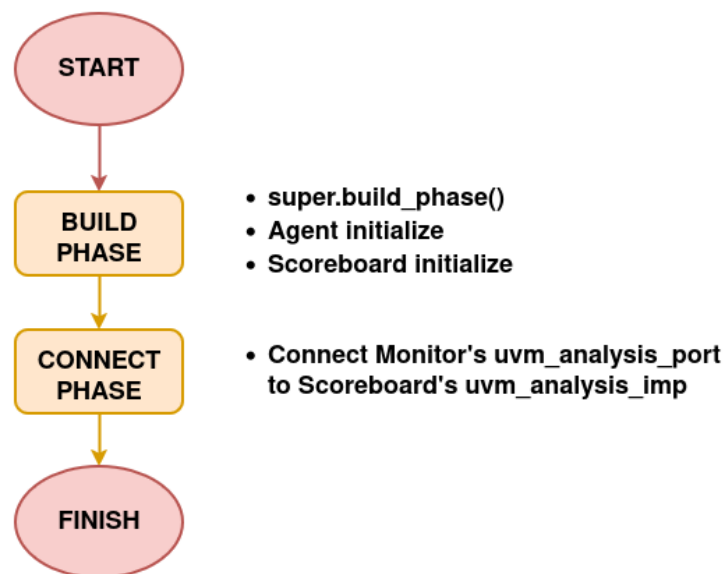 START
BUILD
PHASE
• super.build_phase()
• Agent initialize
• Scoreboard initialize
CONNECT
PHASE
• Connect Monitor's uvm_analysis_port
to Scoreboard's uvm_analysis_imp
FINISH